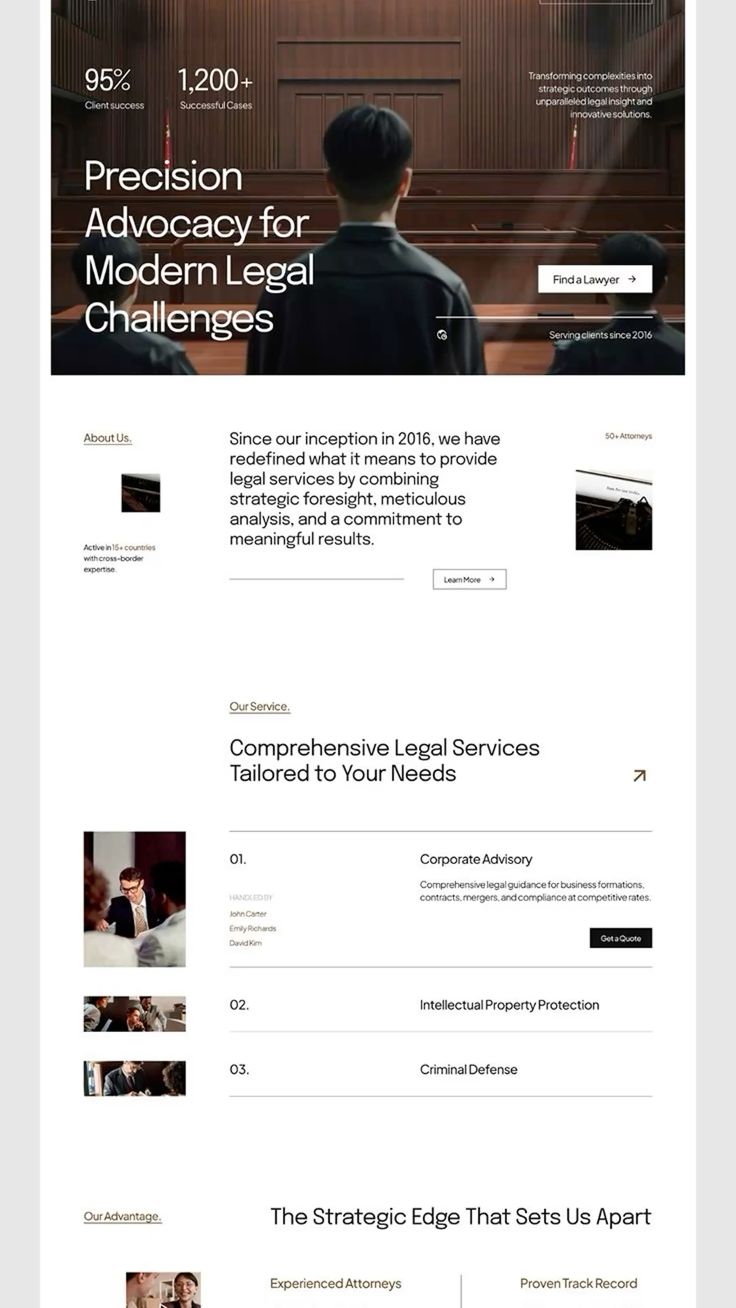 95%
1,200+
Client success
Successful Cases
Transforming complexities into
strategic outcomes through
unparalleled legal insight and
innovative solutions.
Precision
Advocacy for
Modern Legal
Challenges
Find a Lawyer →
Serving clients since 2016
About Us.
Since our inception in 2016, we have
redefined what it means to provide
legal services by combining
strategic foresight, meticulous
analysis, and a commitment to
meaningful results.
50+ Attorneys
Active in 15+ countries
with cross-border
expertise.
Learn More →
Our Service.
Comprehensive Legal Services
Tailored to Your Needs
01.
Corporate Advisory
Comprehensive legal guidance for business formations,
contracts, mergers, and compliance at competitive rates.
HANDLED BY
John Carter
Emily Richards
David Kim
Get a Quote
02.
Intellectual Property Protection
03.
Criminal Defense
Our Advantage.
The Strategic Edge That Sets Us Apart
Experienced Attorneys
Proven Track Record